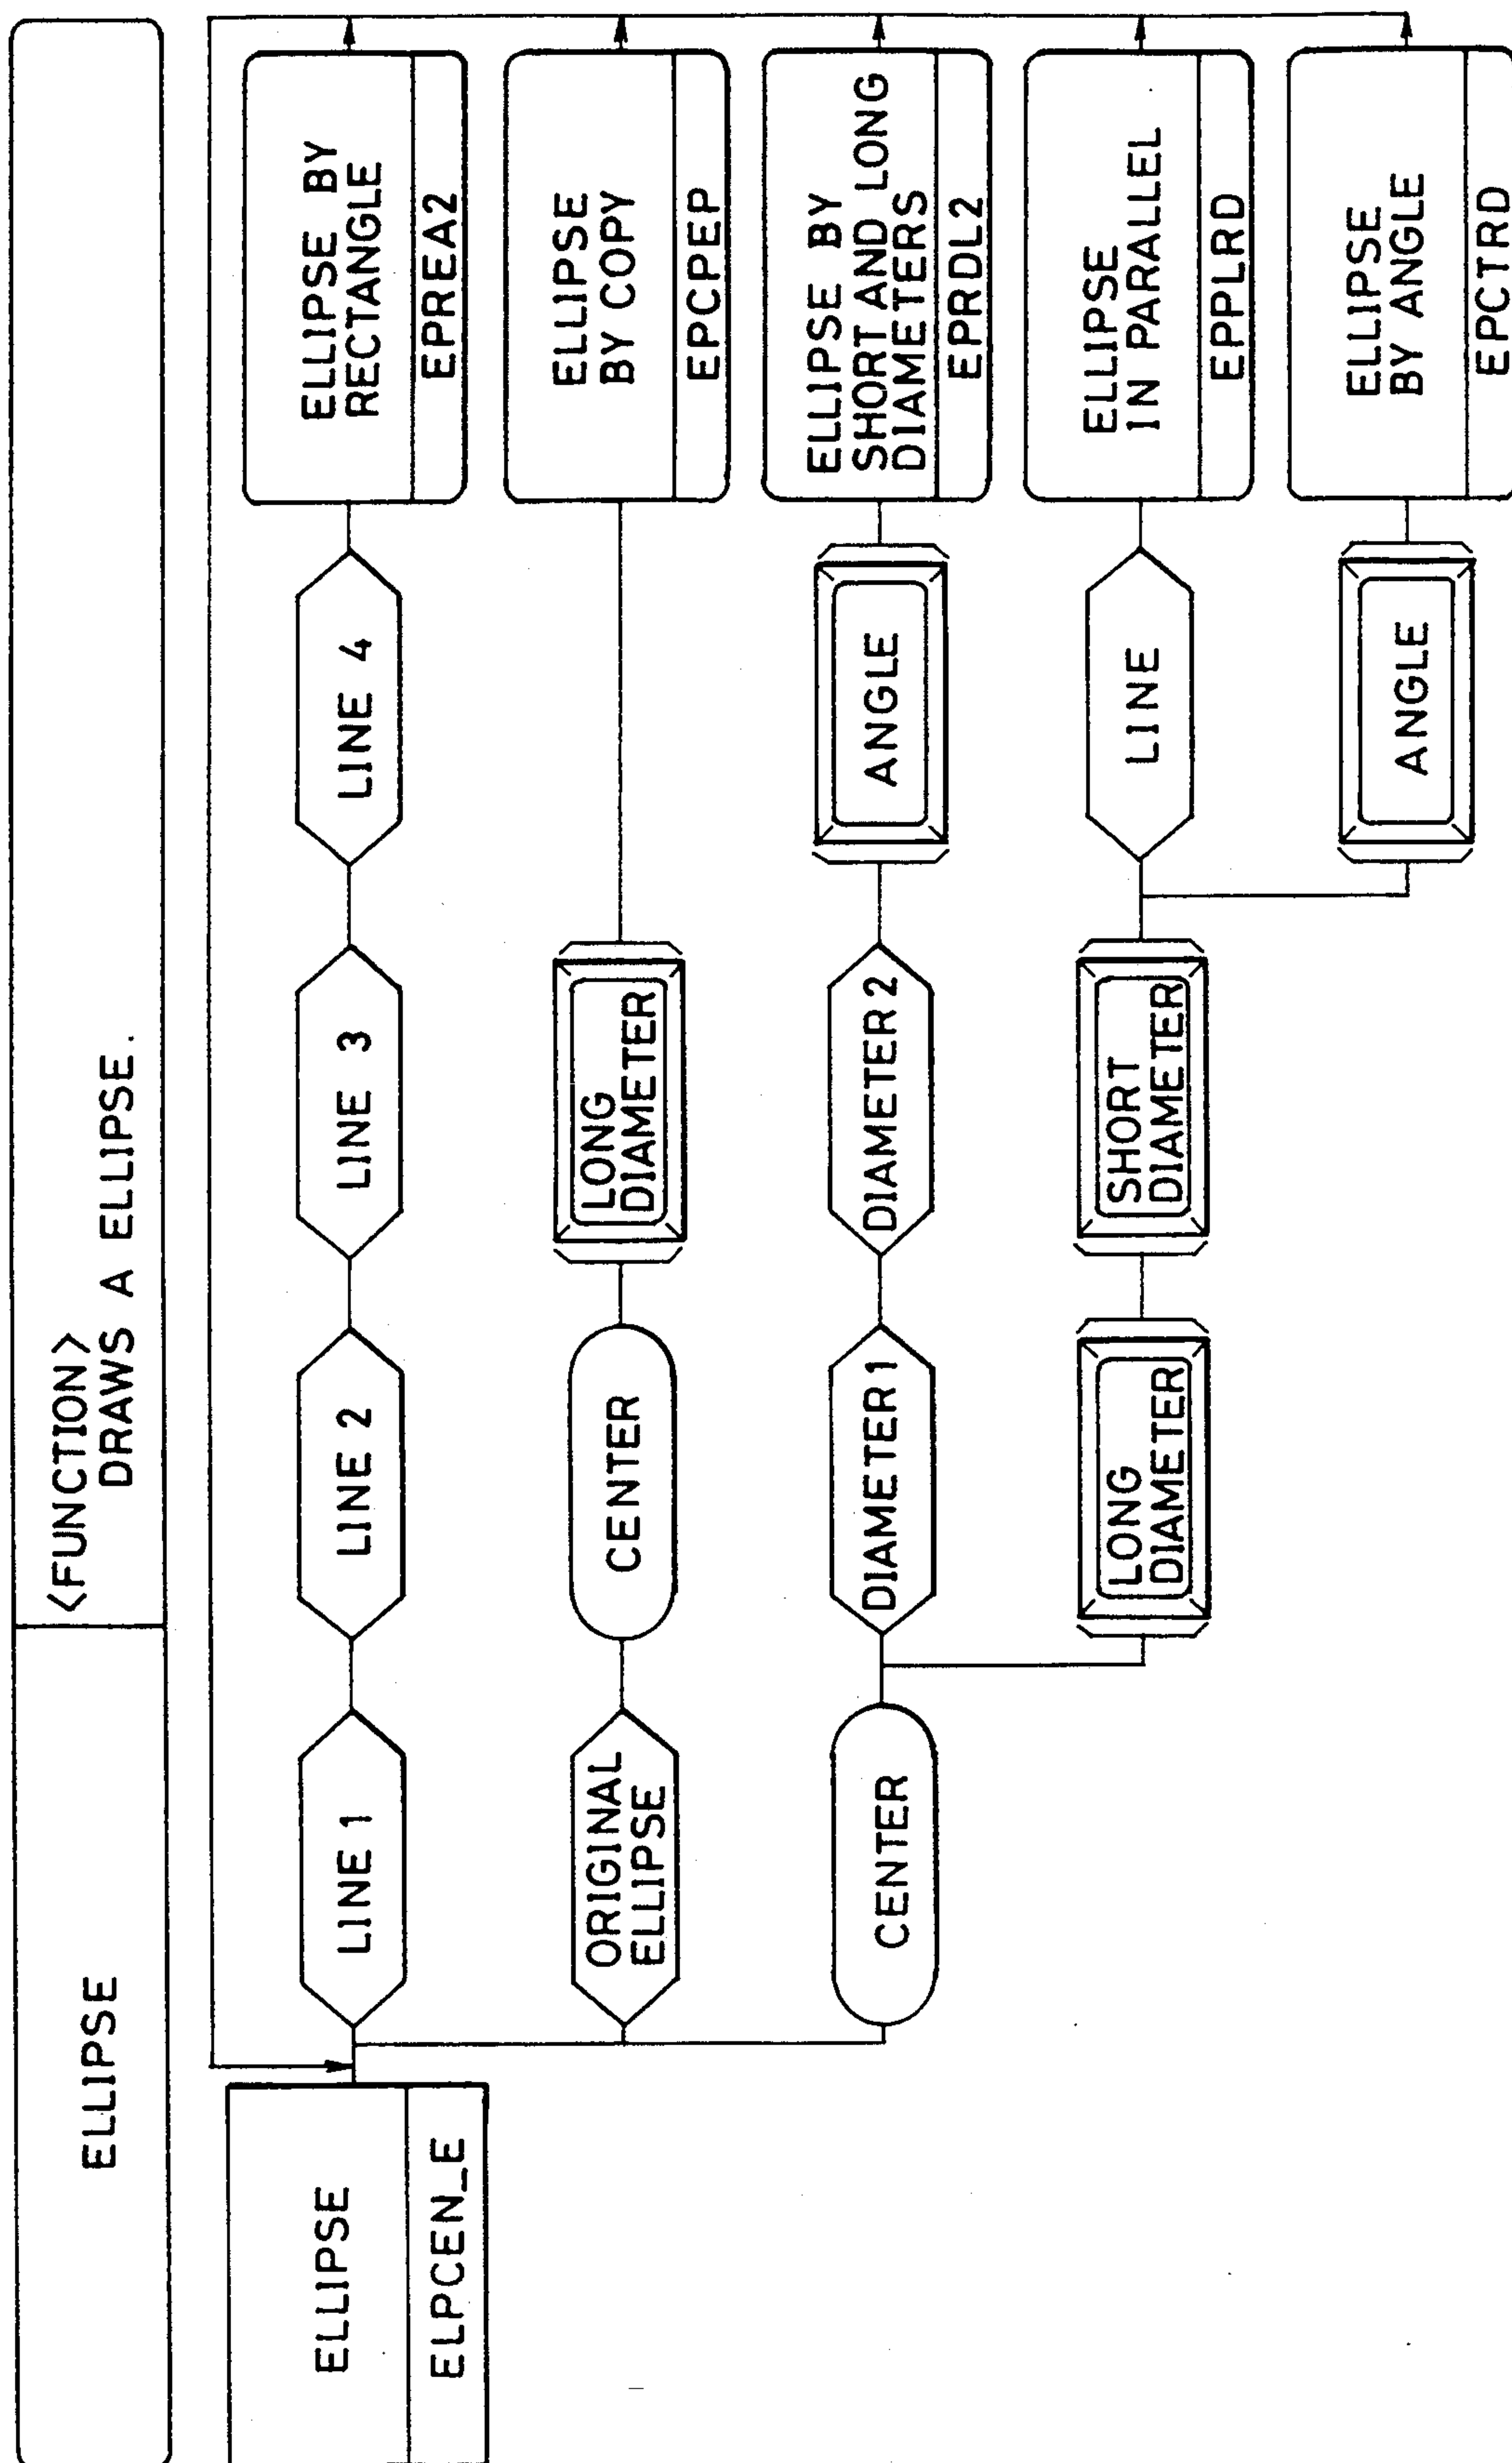 ELLIPSE
<FUNCTION>
DRAWS A ELLIPSE.
ELLIPSE
ELPCEN_E
LINE 1
LINE 2
LINE 3
LINE 4
ELLIPSE BY
RECTANGLE
EPREA2
ORIGINAL
ELLIPSE
CENTER
LONG
DIAMETER
ELLIPSE
BY COPY
EPCPEP
CENTER
DIAMETER 1
DIAMETER 2
ANGLE
ELLIPSE BY
SHORT AND LONG
DIAMETERS
EPRDL2
LONG
DIAMETER
SHORT
DIAMETER
LINE
ELLIPSE
IN PARALLEL
EPPLRD
ANGLE
ELLIPSE
BY ANGLE
EPCTRD